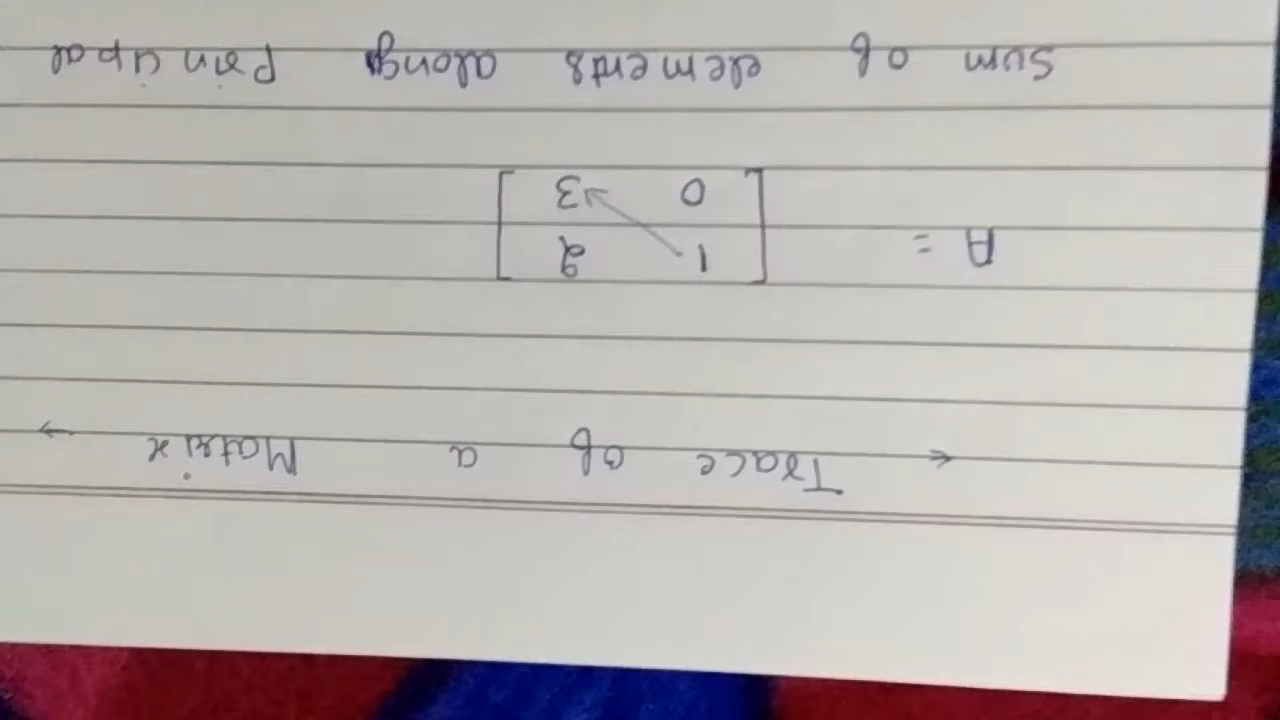 ← Trace of a Matrix →
A = [ 1 2
0 3 ]
Sum of elements along Principal